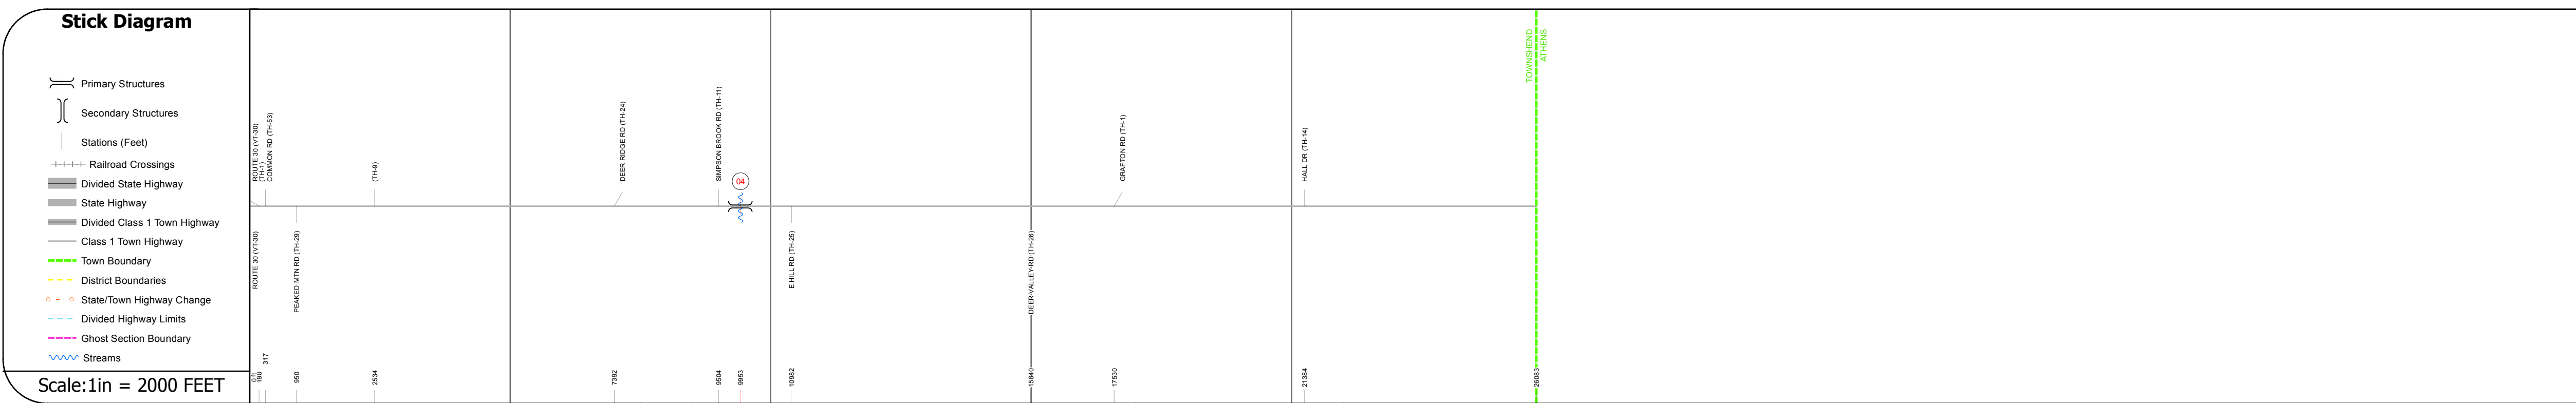 Stick Diagram
Primary Structures
Secondary Structures
Stations (Feet)
Railroad Crossings
Divided State Highway
State Highway
Divided Class 1 Town Highway
Class 1 Town Highway
Town Boundary
District Boundaries
State/Town Highway Change
Divided Highway Limits
Ghost Section Boundary
Streams
Scale:1in = 2000 FEET
ROUTE 30 (VT-30)
(TH-1)
COMMON RD (TH-53)
(TH-9)
DEER RIDGE RD (TH-24)
SIMPSON BROOK RD (TH-11)
04
GRAFTON RD (TH-1)
HALL DR (TH-14)
TOWNSHEND
ATHENS
ROUTE 30 (VT-30)
PEAKED MTN RD (TH-29)
E HILL RD (TH-25)
DEER-VALLEY-RD (TH-26)
0 ft
190
317
950
2534
7392
9504
9953
10982
15840
17530
21384
26083